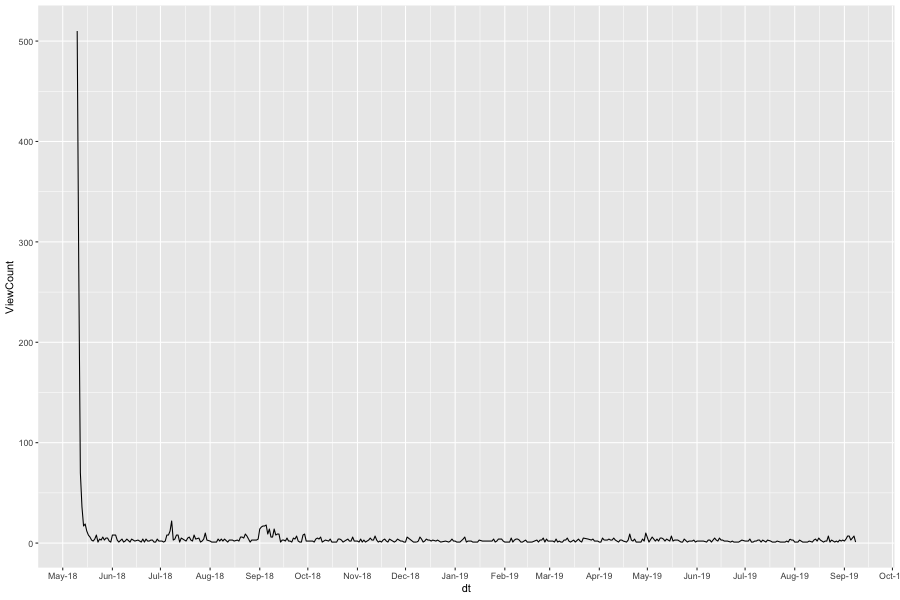 ViewCount
500
400
300
200
100
0
May-18 Jun-18 Jul-18 Aug-18 Sep-18 Oct-18 Nov-18 Dec-18 Jan-19 Feb-19 Mar-19 Apr-19 May-19 Jun-19 Jul-19 Aug-19 Sep-19 Oct-1
dt